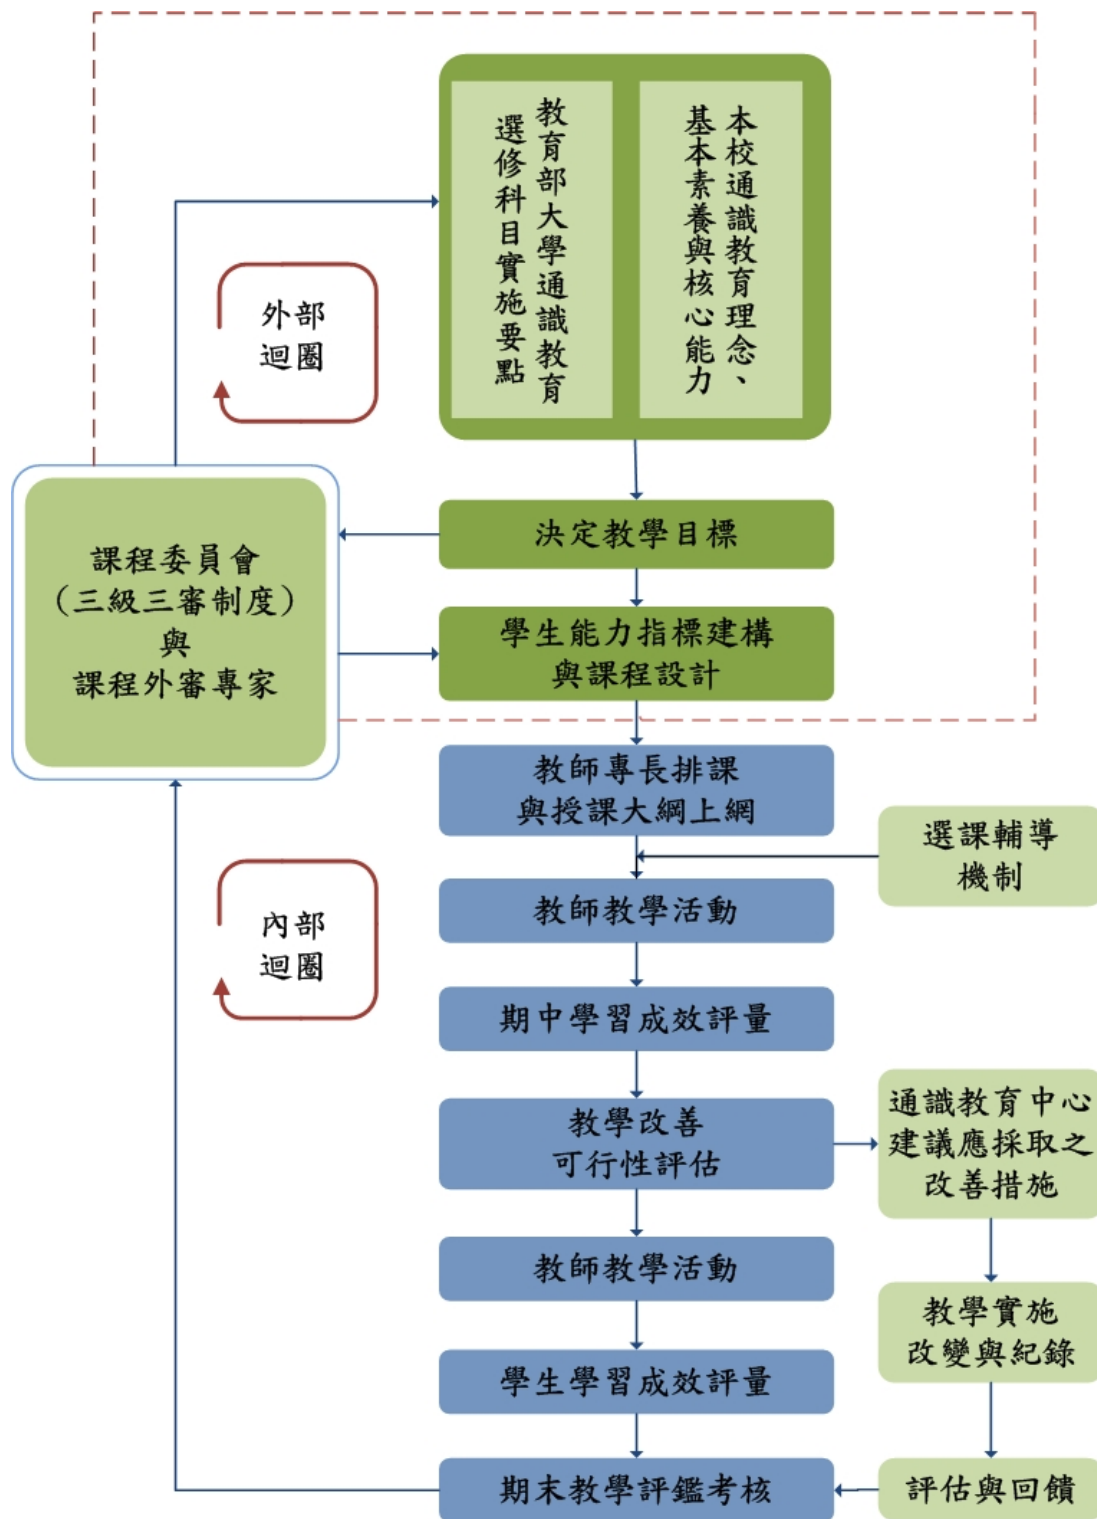 教育部大學通識教育
選修科目實施要點
本校通識教育理念、
基本素養與核心能力
外部
迴圈
決定教學目標
課程委員會
（三級三審制度）
與
課程外審專家
學生能力指標建構
與課程設計
教師專長排課
與授課大綱上網
選課輔導
機制
教師教學活動
內部
迴圈
期中學習成效評量
教學改善
可行性評估
通識教育中心
建議應採取之
改善措施
教師教學活動
教學實施
改變與紀錄
學生學習成效評量
期末教學評鑑考核
評估與回饋